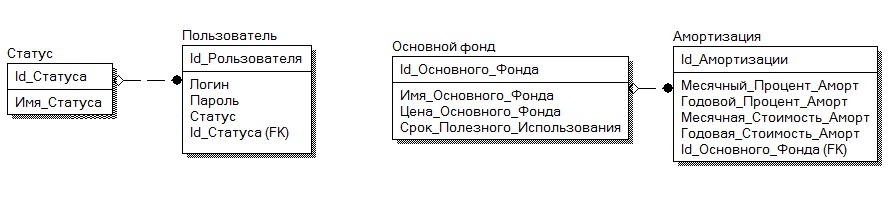 Статус
Id_Статуса
Имя_Статуса
Пользователь
Id_Рользователя
Логин
Пароль
Статус
Id_Статуса (FK)
Основной фонд
Id_Основного_Фонда
Имя_Основного_Фонда
Цена_Основного_Фонда
Срок_Полезного_Использования
Амортизация
Id_Амортизации
Месячный_Процент_Аморт
Годовой_Процент_Аморт
Месячная_Стоимость_Аморт
Годовая_Стоимость_Аморт
Id_Основного_Фонда (FK)